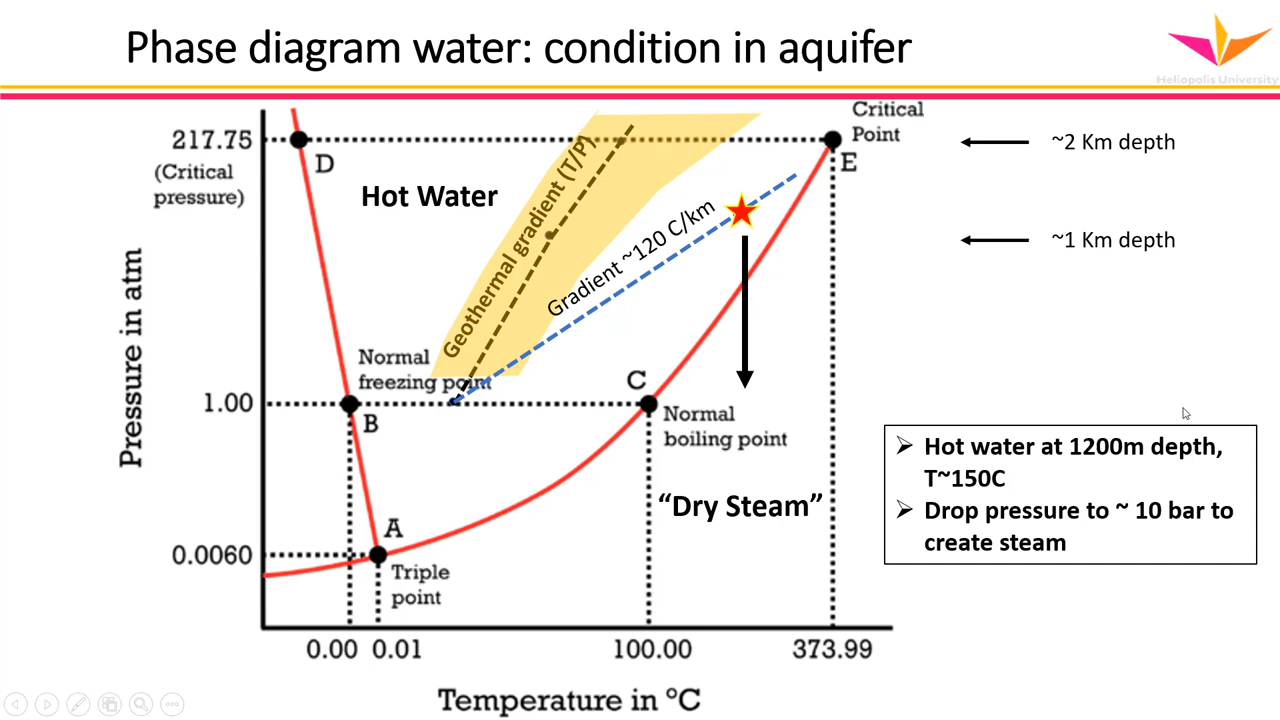 Phase diagram water: condition in aquifer
Heliopolis University
Critical
Point
217.75
(Critical
pressure)
D
E
~2 Km depth
Hot Water
Geothermal gradient (T/P)
Gradient ~120 C/km
~1 Km depth
Pressure in atm
Normal
freezing point
1.00
B
C
Normal
boiling point
"Dry Steam"
➢ Hot water at 1200m depth,
T~150C
➢ Drop pressure to ~ 10 bar to
create steam
A
0.0060
Triple
point
0.00
0.01
100.00
373.99
Temperature in °C